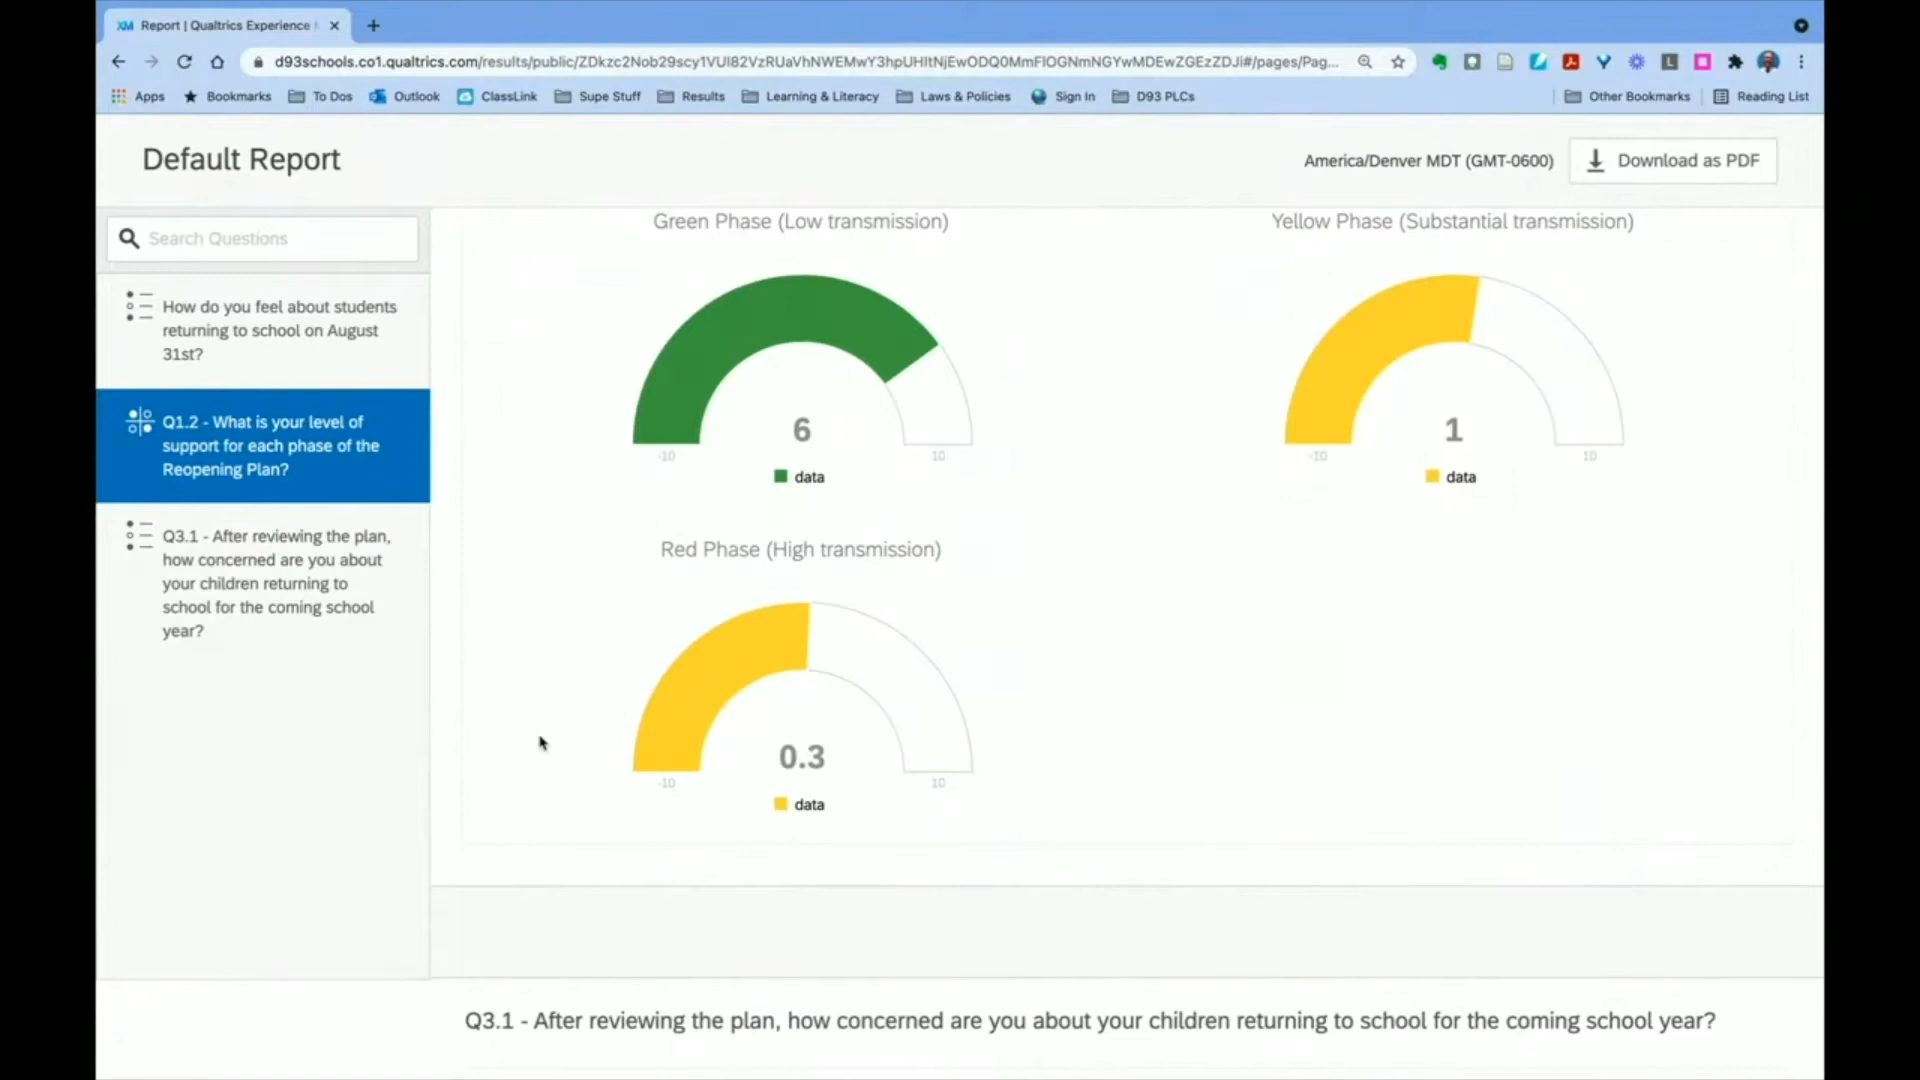 XM Report | Qualtrics Experience
d93schools.co1.qualtrics.com/results/public/
Apps Bookmarks To Dos Outlook ClassLink Supe Stuff Results Learning & Literacy Laws & Policies Sign In D93 PLCs Other Bookmarks Reading List
Default Report
America/Denver MDT (GMT-0600) Download as PDF
Search Questions
How do you feel about students
returning to school on August
31st?
Q1.2 - What is your level of
support for each phase of the
Reopening Plan?
Q3.1 - After reviewing the plan,
how concerned are you about
your children returning to
school for the coming school
year?
Green Phase (Low transmission)
6
-10 10
data
Yellow Phase (Substantial transmission)
1
-10 10
data
Red Phase (High transmission)
0.3
-10 10
data
Q3.1 - After reviewing the plan, how concerned are you about your children returning to school for the coming school year?